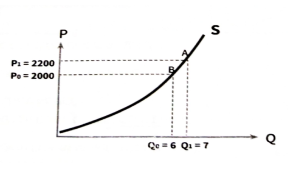 P
S
A
P₁ = 2200
B
P₀ = 2000
Q₀ = 6 Q₁ = 7
Q